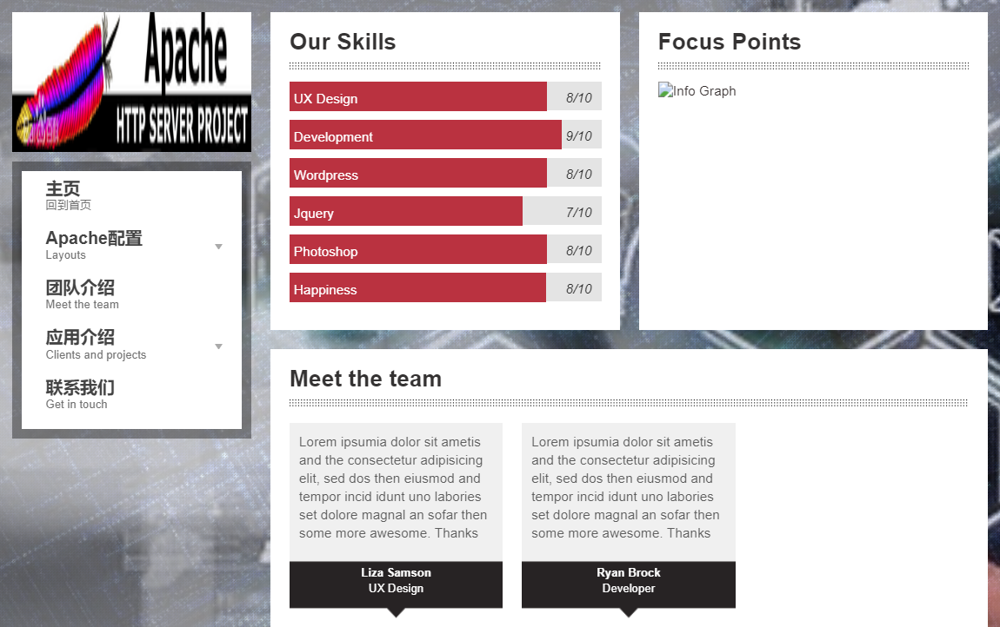 Apache
HTTP SERVER PROJECT
主页
回到首页
Apache配置
Layouts
团队介绍
Meet the team
应用介绍
Clients and projects
联系我们
Get in touch
Our Skills
UX Design 8/10
Development 9/10
Wordpress 8/10
Jquery 7/10
Photoshop 8/10
Happiness 8/10
Focus Points
Info Graph
Meet the team
Lorem ipsumia dolor sit ametis
and the consectetur adipisicing
elit, sed dos then eiusmod and
tempor incid idunt uno labories
set dolore magnal an sofar then
some more awesome. Thanks
Liza Samson
UX Design
Lorem ipsumia dolor sit ametis
and the consectetur adipisicing
elit, sed dos then eiusmod and
tempor incid idunt uno labories
set dolore magnal an sofar then
some more awesome. Thanks
Ryan Brock
Developer